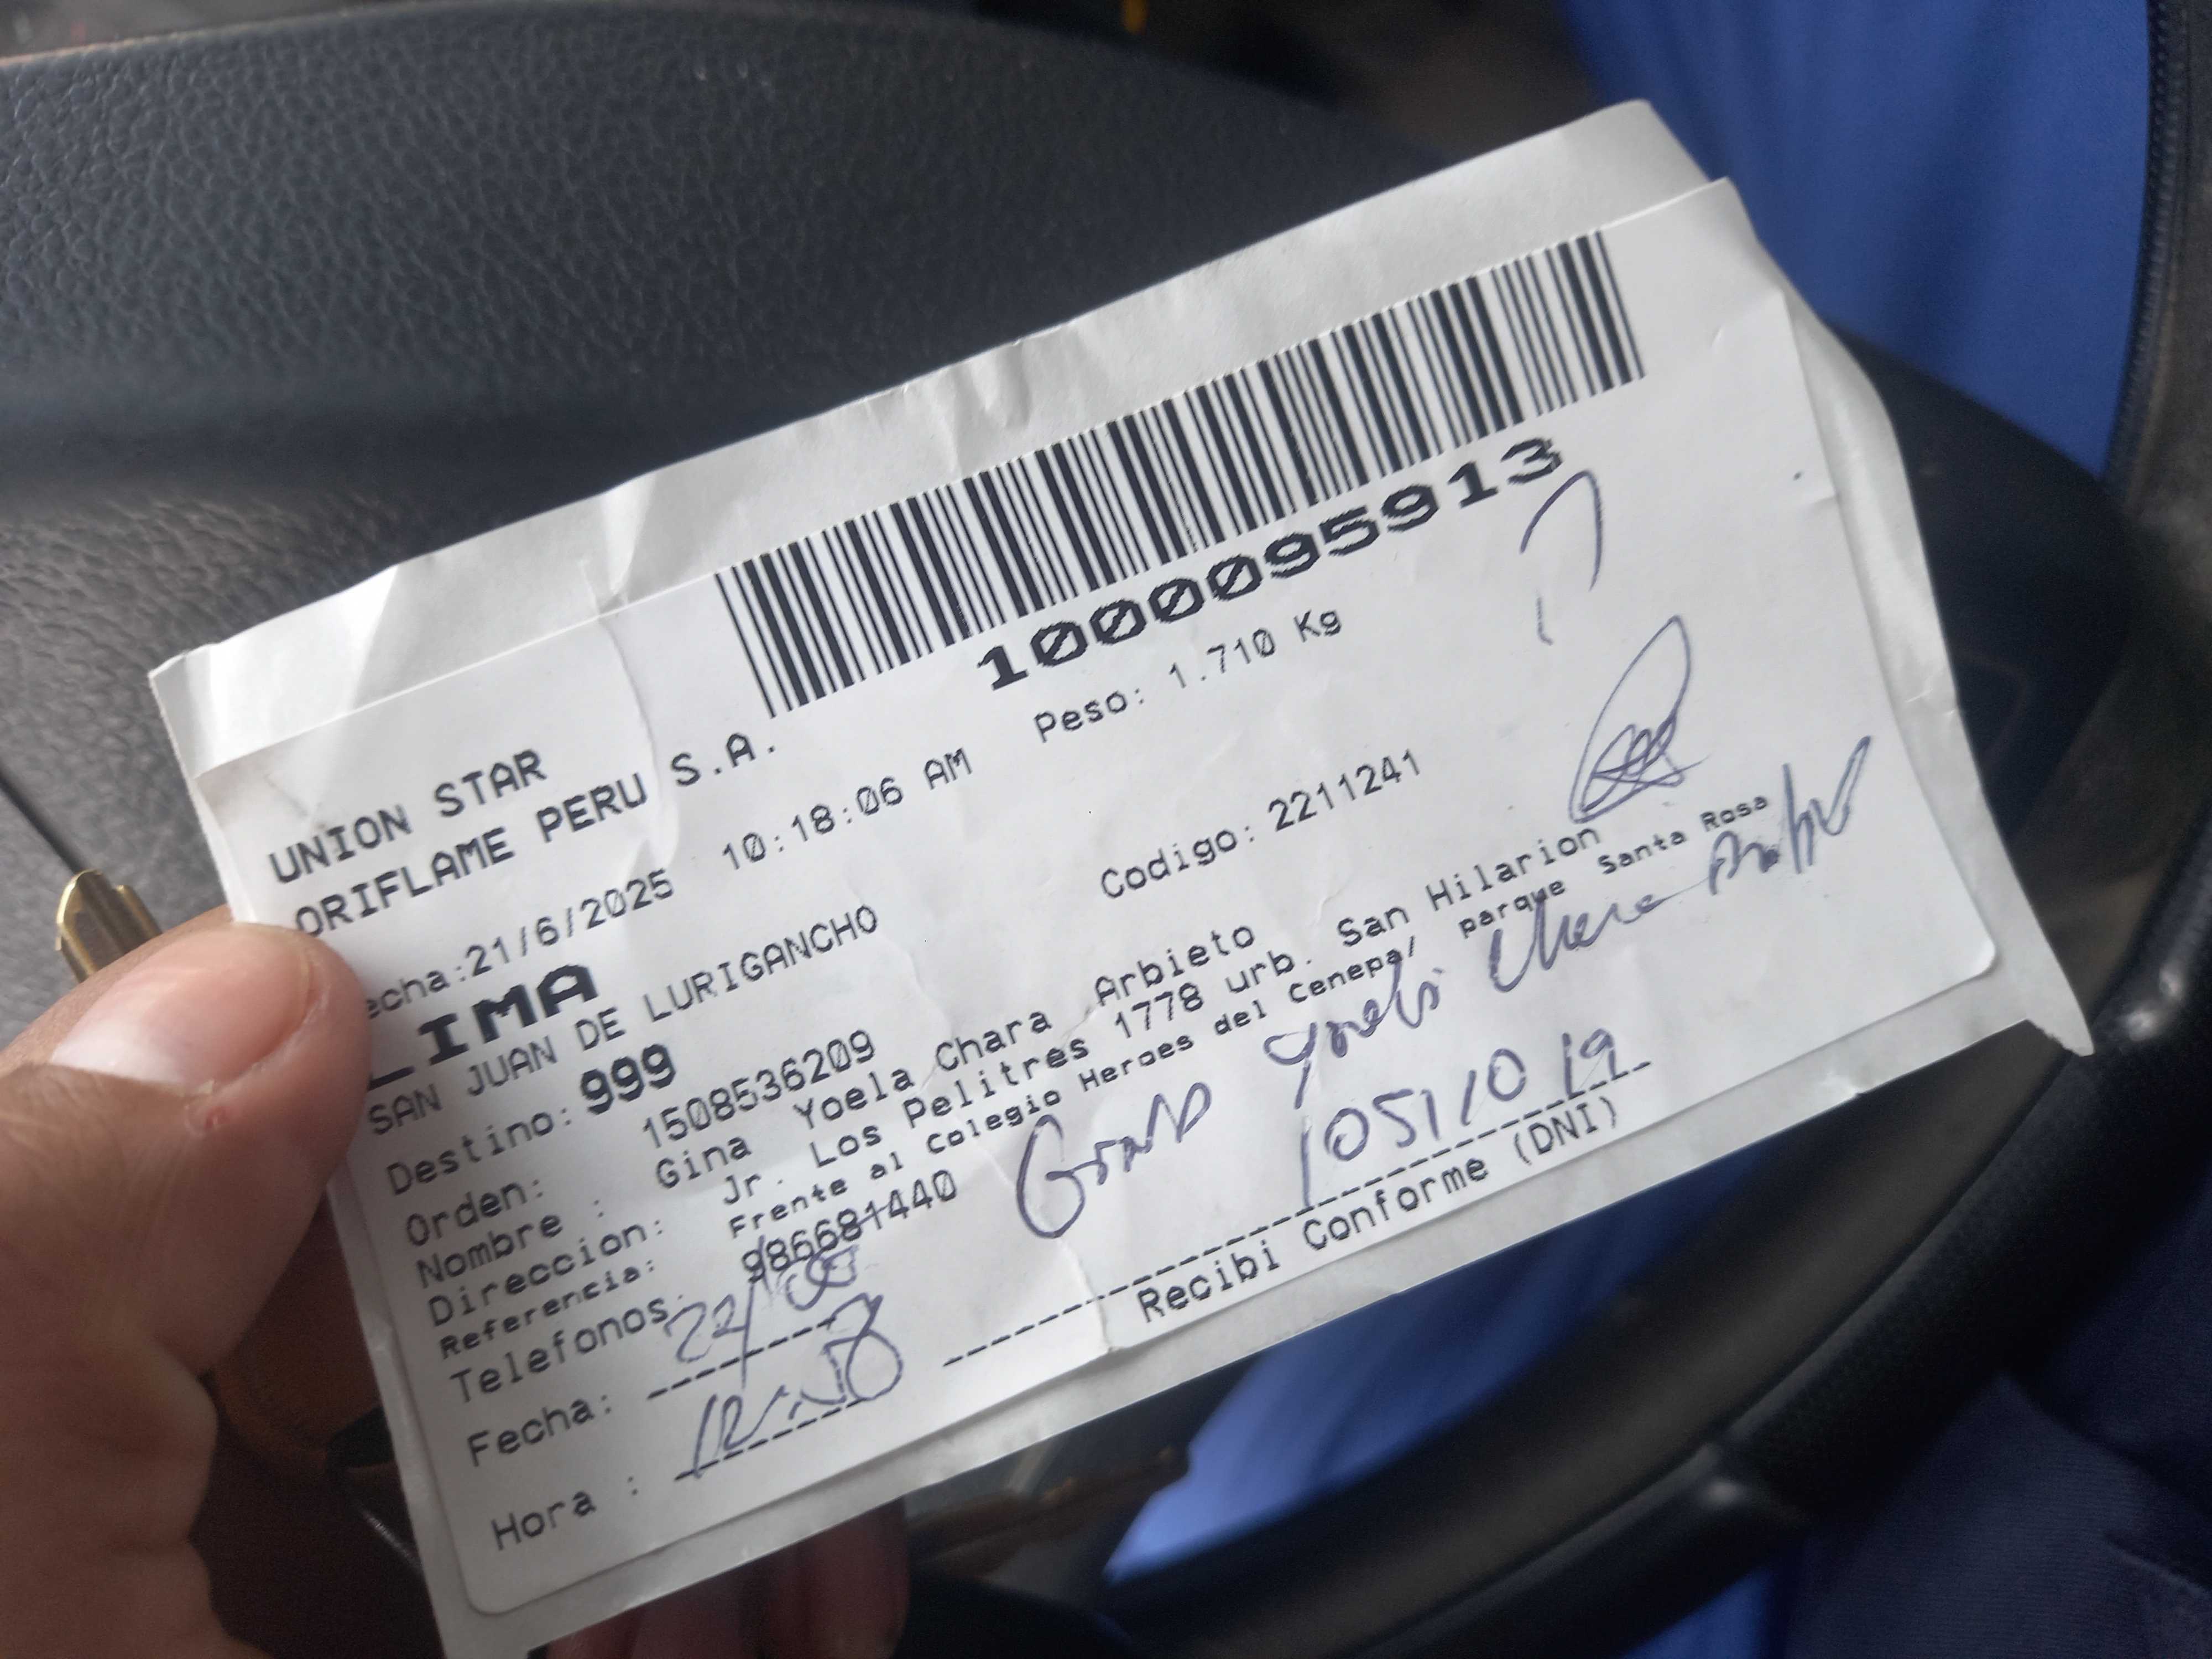 1000095913
UNION STAR
ORIFLAME PERU S.A.
echa:21/6/2025 10:18:06 AM Peso: 1.710 Kg
LIMA
SAN JUAN DE LURIGANCHO Codigo: 2211241
Destino: 999
Orden: 1508536209
Nombre : Gina Yoela Chara Arbieto
Direccion: Jr. Los Pelitres 1778 urb. San Hilarion
Referencia: Frente al Colegio Heroes del Cenepa/ parque Santa Rosa
Telefonos. 986681440
Fecha:
Hora :
10511019
Recibi Conforme (DNI)